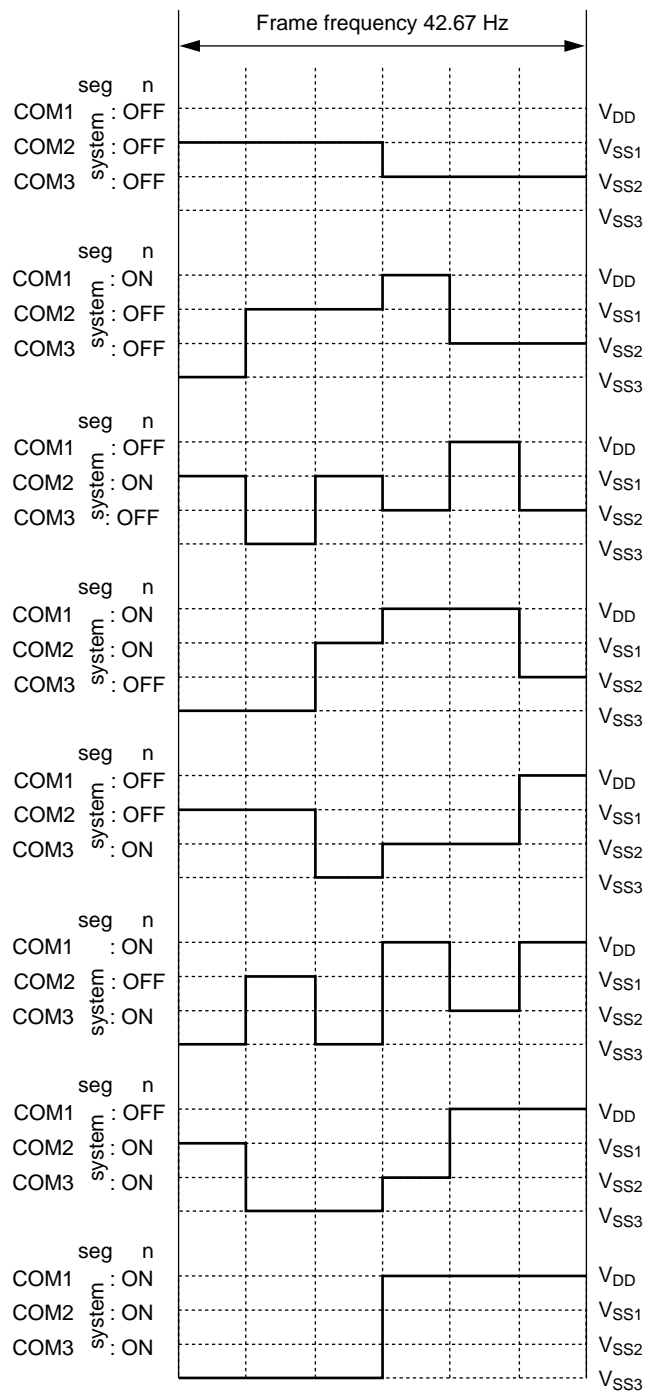 Frame frequency 42.67 Hz
seg n
COM1 : OFF
COM2 : OFF
COM3 : OFF
system
VDD
VSS1
VSS2
VSS3
seg n
COM1 : ON
COM2 : OFF
COM3 : OFF
system
VDD
VSS1
VSS2
VSS3
seg n
COM1 : OFF
COM2 : ON
COM3 : OFF
system
VDD
VSS1
VSS2
VSS3
seg n
COM1 : ON
COM2 : ON
COM3 : OFF
system
VDD
VSS1
VSS2
VSS3
seg n
COM1 : OFF
COM2 : OFF
COM3 : ON
system
VDD
VSS1
VSS2
VSS3
seg n
COM1 : ON
COM2 : OFF
COM3 : ON
system
VDD
VSS1
VSS2
VSS3
seg n
COM1 : OFF
COM2 : ON
COM3 : ON
system
VDD
VSS1
VSS2
VSS3
seg n
COM1 : ON
COM2 : ON
COM3 : ON
system
VDD
VSS1
VSS2
VSS3